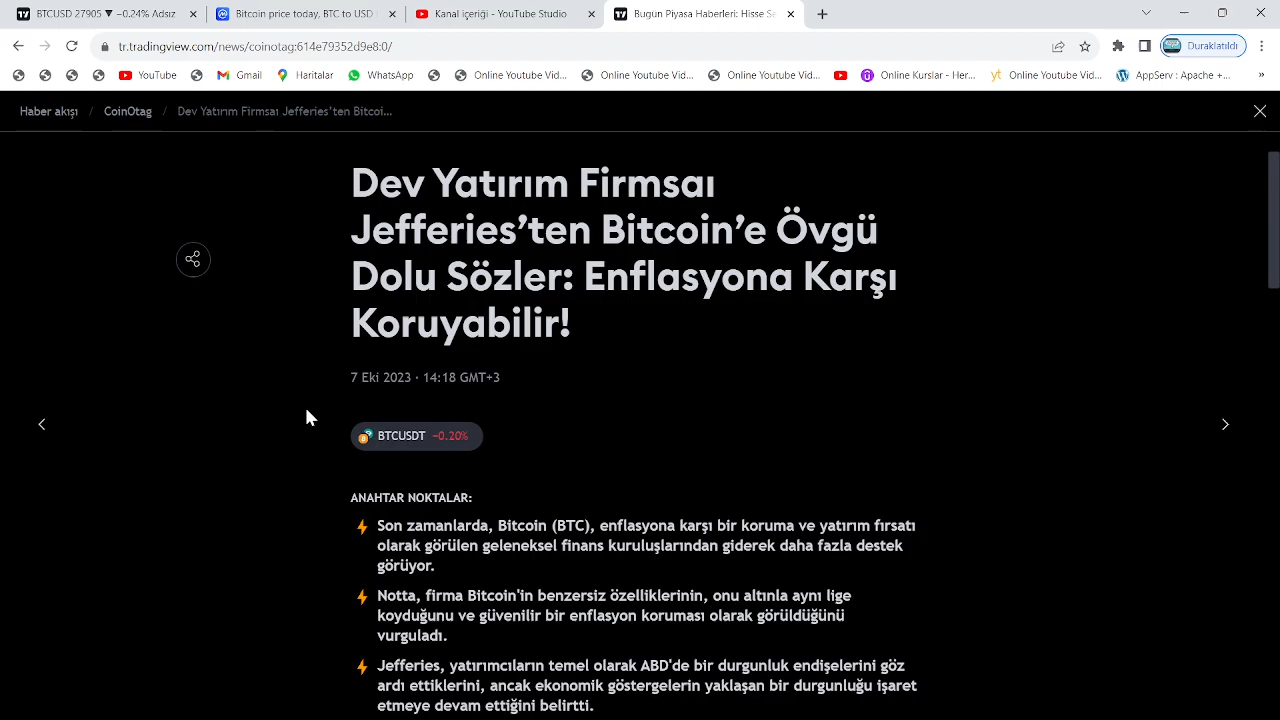 BTCUSD 27905 ▼ −0.24% Adsız
Bitcoin price today, BTC to USD
Kanal içeriği - YouTube Studio
Bugün Piyasa Haberleri: Hisse Se
tr.tradingview.com/news/coinotag:614e79352d9e8:0/
Duraklatıldı
YouTube
Gmail
Haritalar
WhatsApp
Online Youtube Vid...
Online Youtube Vid...
Online Youtube Vid...
Online Kurslar - Her...
yt Online Youtube Vid...
AppServ : Apache +...
»
Haber akışı / CoinOtag / Dev Yatırım Firmsaı Jefferies’ten Bitcoi...
Dev Yatırım Firmsaı
Jefferies’ten Bitcoin’e Övgü
Dolu Sözler: Enflasyona Karşı
Koruyabilir!
7 Eki 2023 · 14:18 GMT+3
BTCUSDT −0.20%
ANAHTAR NOKTALAR:
Son zamanlarda, Bitcoin (BTC), enflasyona karşı bir koruma ve yatırım fırsatı
olarak görülen geleneksel finans kuruluşlarından giderek daha fazla destek
görüyor.
Notta, firma Bitcoin'in benzersiz özelliklerinin, onu altınla aynı lige
koyduğunu ve güvenilir bir enflasyon koruması olarak görüldüğünü
vurguladı.
Jefferies, yatırımcıların temel olarak ABD'de bir durgunluk endişelerini göz
ardı ettiklerini, ancak ekonomik göstergelerin yaklaşan bir durgunluğu işaret
etmeye devam ettiğini belirtti.